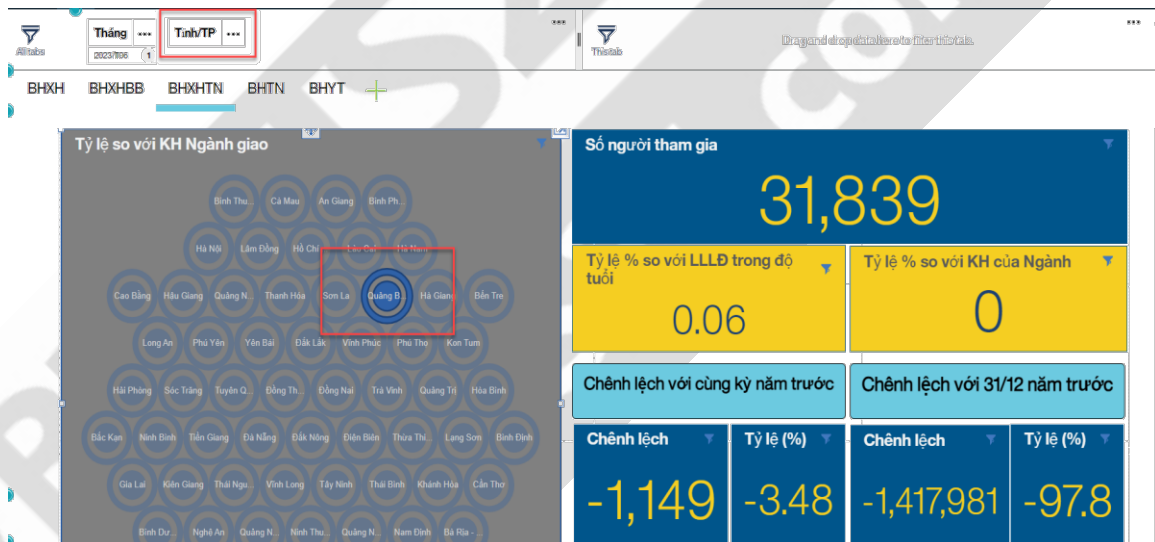 Tháng ...
Tỉnh/TP ...
All tabs
2023/T06 1
This tab
Drag and drop data here to filter this tab.
BHXH BHXHBB BHXHTN BHTN BHYT
Tỷ lệ so với KH Ngành giao
Bình Thu... Cà Mau An Giang Bình Ph...
Hà Nội Lâm Đồng Hồ Chí... Lào Cai Hà Nam
Cao Bằng Hậu Giang Quảng N... Thanh Hóa Sơn La Quảng B... Hà Giang Bến Tre
Long An Phú Yên Yên Bái Đắk Lắk Vĩnh Phúc Phú Thọ Kon Tum
Hải Phòng Sóc Trăng Tuyên Q... Đồng Th... Đồng Nai Trà Vinh Quảng Trị Hòa Bình
Bắc Kạn Ninh Bình Tiền Giang Đà Nẵng Đắk Nông Điện Biên Thừa Thi... Lạng Sơn Bình Định
Gia Lai Kiên Giang Thái Ngu... Vĩnh Long Tây Ninh Thái Bình Khánh Hòa Cần Thơ
Bình Dư... Nghệ An Quảng N... Ninh Thu... Quảng N... Nam Định Bà Rịa - ...
Số người tham gia
31,839
Tỷ lệ % so với LLLĐ trong độ
tuổi
0.06
Tỷ lệ % so với KH của Ngành
0
Chênh lệch với cùng kỳ năm trước
Chênh lệch với 31/12 năm trước
Chênh lệch
-1,149
Tỷ lệ (%)
-3.48
Chênh lệch
-1,417,981
Tỷ lệ (%)
-97.8